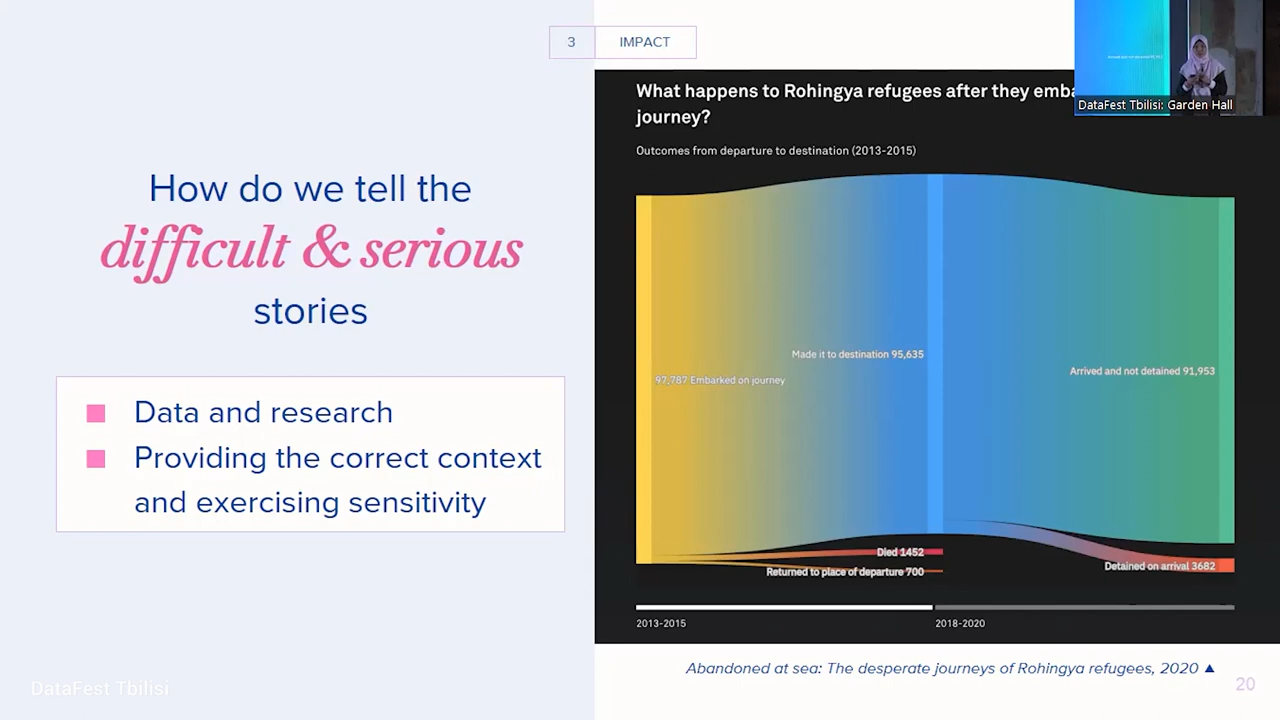 3 IMPACT
How do we tell the
difficult & serious
stories
Data and research
Providing the correct context
and exercising sensitivity
What happens to Rohingya refugees after they emba
journey?
Outcomes from departure to destination (2013-2015)
Made it to destination 95,635
97,787 Embarked on journey
Arrived and not detained 91,953
Died 1452
Returned to place of departure 700
Detained on arrival 3682
2013-2015
2018-2020
Abandoned at sea: The desperate journeys of Rohingya refugees, 2020 ▲
20
DataFest Tbilisi
DataFest Tbilisi: Garden Hall